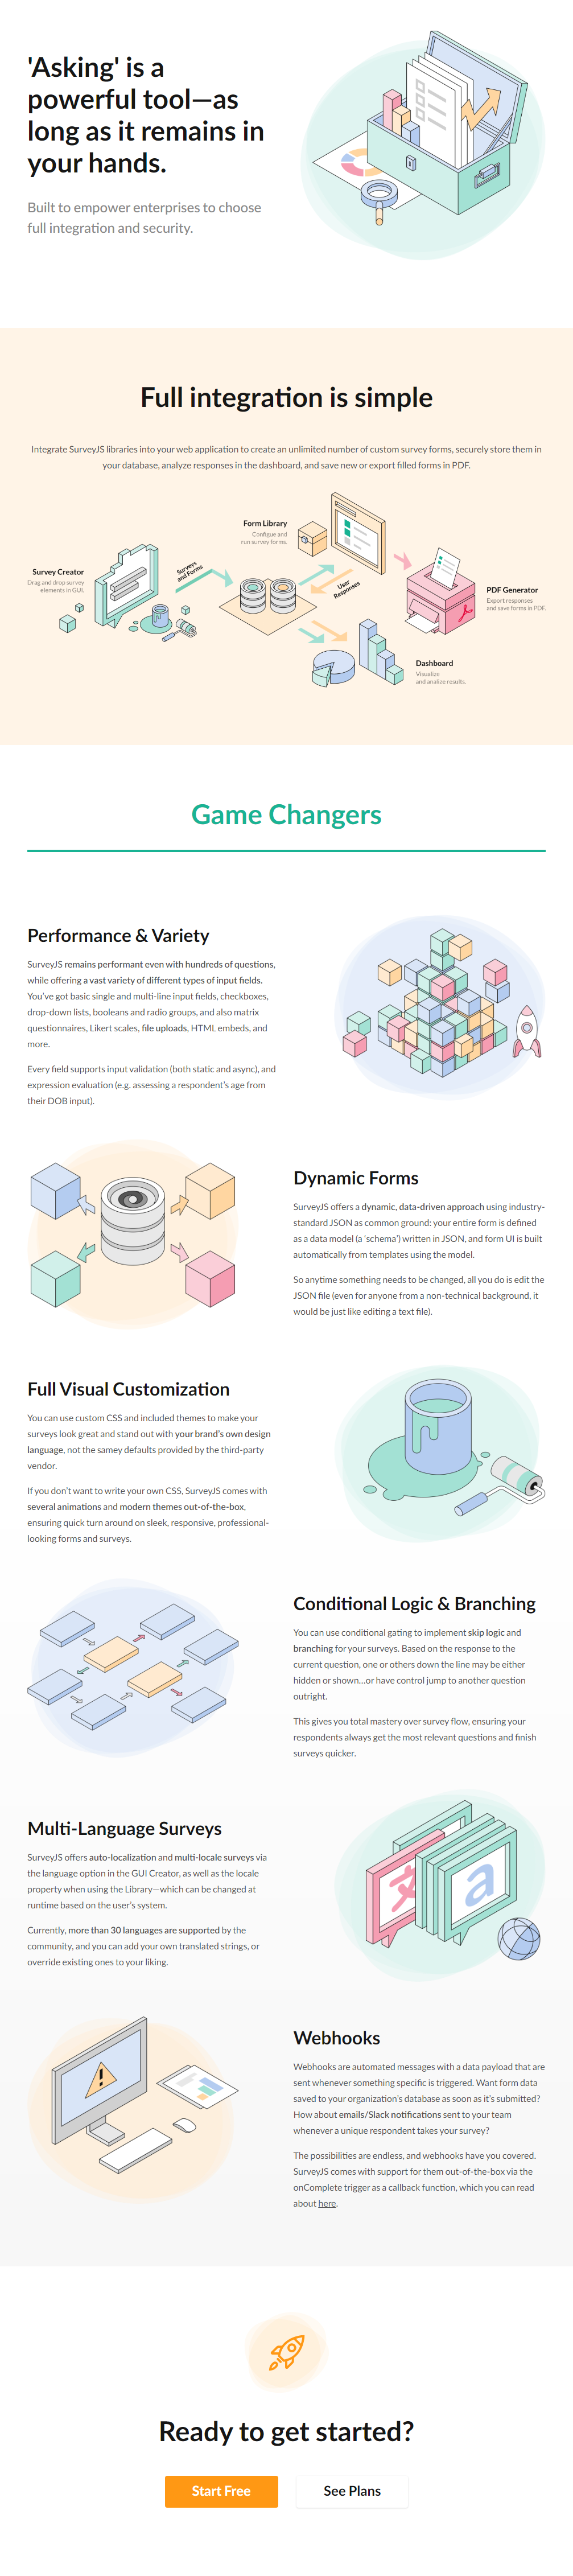 'Asking' is a
powerful tool—as
long as it remains in
your hands.
Built to empower enterprises to choose
full integration and security.
Full integration is simple
Integrate SurveyJS libraries into your web application to create an unlimited number of custom survey forms, securely store them in
your database, analyze responses in the dashboard, and save new or export filled forms in PDF.
Form Library
Configue and
run survey forms.
Survey Creator
Drag and drop survey
elements in GUI.
Surveys
and Forms
User
Responses
PDF Generator
Export responses
and save forms in PDF.
Dashboard
Visualize
and analize results.
Game Changers
Performance & Variety
SurveyJS remains performant even with hundreds of questions,
while offering a vast variety of different types of input fields.
You've got basic single and multi-line input fields, checkboxes,
drop-down lists, booleans and radio groups, and also matrix
questionnaires, Likert scales, file uploads, HTML embeds, and
more.
Every field supports input validation (both static and async), and
expression evaluation (e.g. assessing a respondent's age from
their DOB input).
Dynamic Forms
SurveyJS offers a dynamic, data-driven approach using industry-
standard JSON as common ground: your entire form is defined
as a data model (a 'schema') written in JSON, and form UI is built
automatically from templates using the model.
So anytime something needs to be changed, all you do is edit the
JSON file (even for anyone from a non-technical background, it
would be just like editing a text file).
Full Visual Customization
You can use custom CSS and included themes to make your
surveys look great and stand out with your brand's own design
language, not the samey defaults provided by the third-party
vendor.
If you don't want to write your own CSS, SurveyJS comes with
several animations and modern themes out-of-the-box,
ensuring quick turn around on sleek, responsive, professional-
looking forms and surveys.
Conditional Logic & Branching
You can use conditional gating to implement skip logic and
branching for your surveys. Based on the response to the
current question, one or others down the line may be either
hidden or shown...or have control jump to another question
outright.
This gives you total mastery over survey flow, ensuring your
respondents always get the most relevant questions and finish
surveys quicker.
Multi-Language Surveys
SurveyJS offers auto-localization and multi-locale surveys via
the language option in the GUI Creator, as well as the locale
property when using the Library—which can be changed at
runtime based on the user's system.
Currently, more than 30 languages are supported by the
community, and you can add your own translated strings, or
override existing ones to your liking.
文
a
Webhooks
Webhooks are automated messages with a data payload that are
sent whenever something specific is triggered. Want form data
saved to your organization's database as soon as it's submitted?
How about emails/Slack notifications sent to your team
whenever a unique respondent takes your survey?
The possibilities are endless, and webhooks have you covered.
SurveyJS comes with support for them out-of-the-box via the
onComplete trigger as a callback function, which you can read
about here.
Ready to get started?
Start Free
See Plans